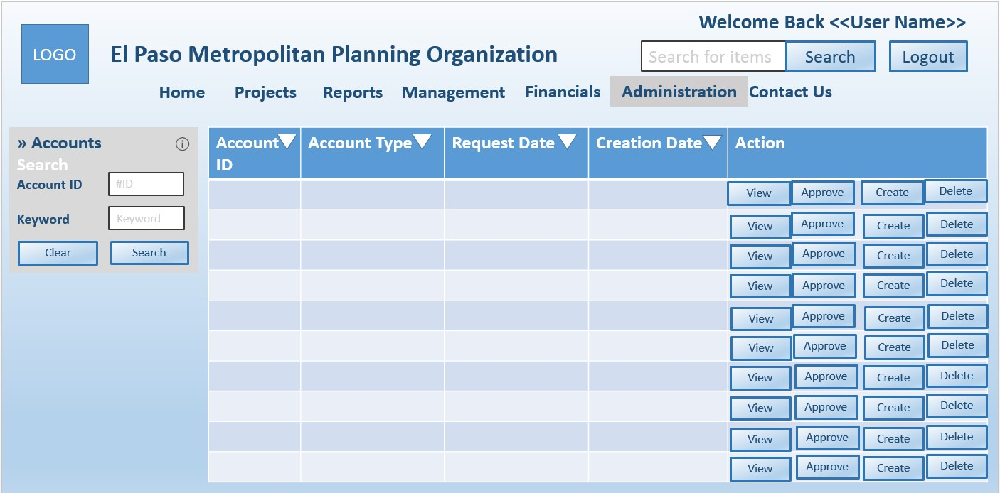 Welcome Back <<User Name>>
LOGO
El Paso Metropolitan Planning Organization
Search for items
Search
Logout
Home Projects Reports Management Financials Administration Contact Us
» Accounts
» Search
Account ID #ID
Keyword Keyword
Clear Search
Account ID Account Type Request Date Creation Date Action
View Approve Create Delete
View Approve Create Delete
View Approve Create Delete
View Approve Create Delete
View Approve Create Delete
View Approve Create Delete
View Approve Create Delete
View Approve Create Delete
View Approve Create Delete
View Approve Create Delete